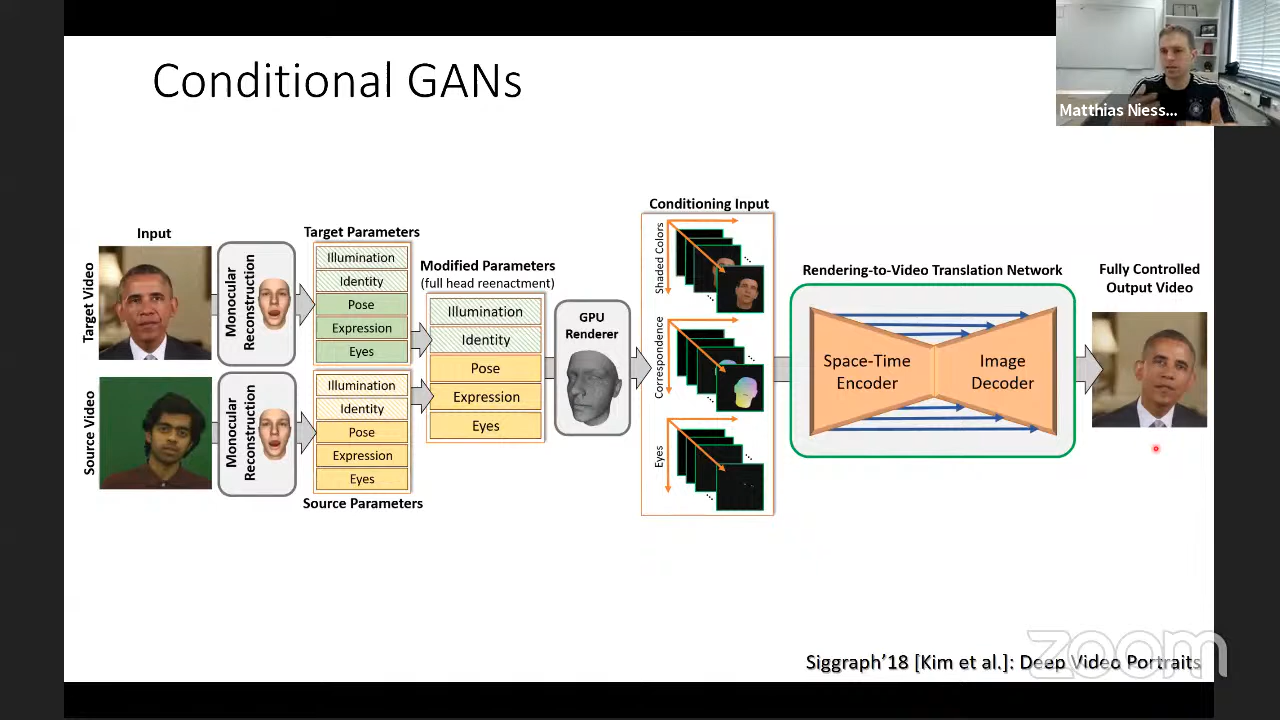 Conditional GANs
Matthias Niess...
Input
Target Video
Monocular
Reconstruction
Target Parameters
Illumination
Identity
Pose
Expression
Eyes
Source Video
Monocular
Reconstruction
Illumination
Identity
Pose
Expression
Eyes
Source Parameters
Modified Parameters
(full head reenactment)
Illumination
Identity
Pose
Expression
Eyes
GPU
Renderer
Conditioning Input
Shaded Colors
Correspondence
Eyes
Rendering-to-Video Translation Network
Space-Time
Encoder
Image
Decoder
Fully Controlled
Output Video
Siggraph'18 [Kim et al.]: Deep Video Portraits
zoom